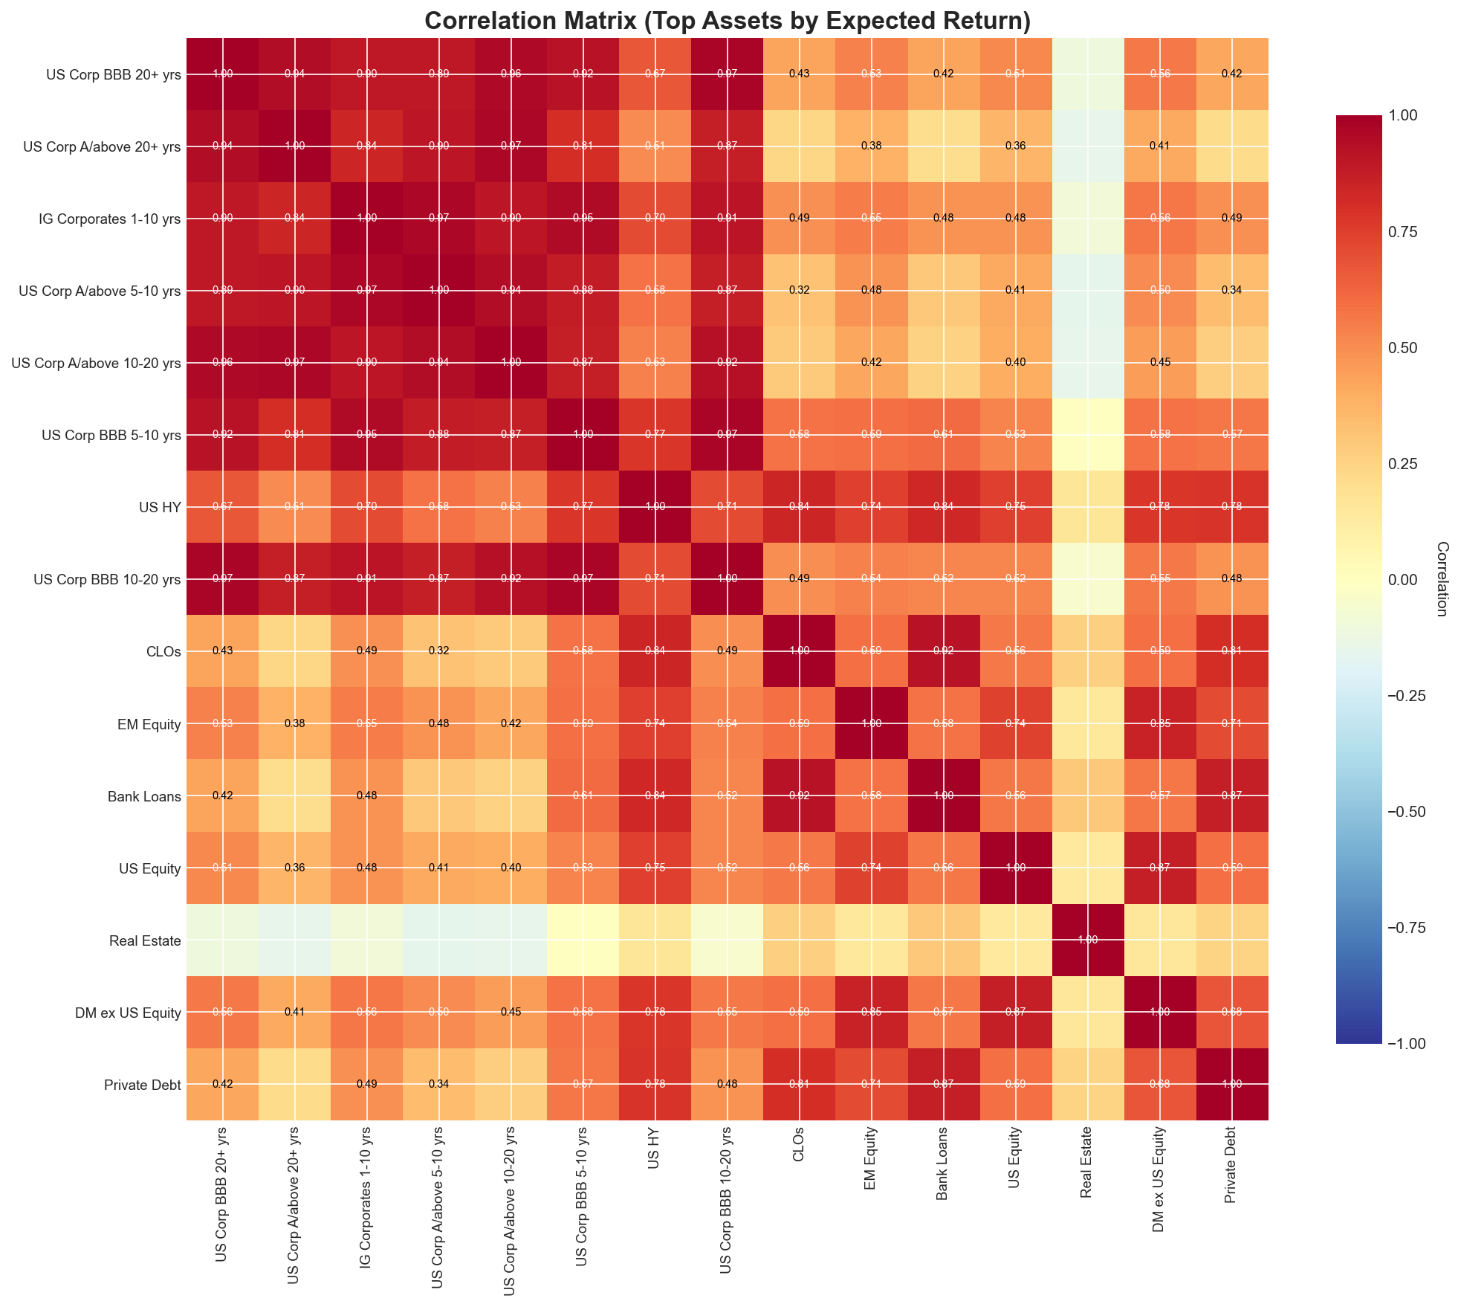 Correlation Matrix (Top Assets by Expected Return)
US Corp BBB 20+ yrs 1.00 0.94 0.90 0.89 0.96 0.92 0.67 0.97 0.43 0.53 0.42 0.51 0.56 0.42
US Corp A/above 20+ yrs 0.94 1.00 0.84 0.90 0.97 0.81 0.51 0.87 0.38 0.36 0.41
IG Corporates 1-10 yrs 0.90 0.84 1.00 0.97 0.90 0.95 0.70 0.91 0.49 0.55 0.48 0.48 0.56 0.49
US Corp A/above 5-10 yrs 0.89 0.90 0.97 1.00 0.94 0.88 0.58 0.87 0.32 0.48 0.41 0.50 0.34
US Corp A/above 10-20 yrs 0.96 0.97 0.90 0.94 1.00 0.87 0.53 0.92 0.42 0.40 0.45
US Corp BBB 5-10 yrs 0.92 0.81 0.95 0.88 0.87 1.00 0.77 0.97 0.58 0.59 0.61 0.53 0.58 0.57
US HY 0.67 0.51 0.70 0.58 0.53 0.77 1.00 0.71 0.84 0.74 0.84 0.75 0.78 0.78
US Corp BBB 10-20 yrs 0.97 0.87 0.91 0.87 0.92 0.97 0.71 1.00 0.49 0.54 0.52 0.52 0.55 0.48
CLOs 0.43 0.49 0.32 0.58 0.84 0.49 1.00 0.59 0.92 0.56 0.59 0.81
EM Equity 0.53 0.38 0.55 0.48 0.42 0.59 0.74 0.54 0.59 1.00 0.58 0.74 0.85 0.71
Bank Loans 0.42 0.48 0.61 0.84 0.52 0.92 0.58 1.00 0.56 0.57 0.87
US Equity 0.51 0.36 0.48 0.41 0.40 0.53 0.75 0.52 0.56 0.74 0.56 1.00 0.87 0.59
Real Estate 1.00
DM ex US Equity 0.56 0.41 0.56 0.50 0.45 0.58 0.78 0.55 0.59 0.85 0.57 0.87 1.00 0.68
Private Debt 0.42 0.49 0.34 0.57 0.78 0.48 0.81 0.71 0.87 0.59 0.68 1.00
US Corp BBB 20+ yrs
US Corp A/above 20+ yrs
IG Corporates 1-10 yrs
US Corp A/above 5-10 yrs
US Corp A/above 10-20 yrs
US Corp BBB 5-10 yrs
US HY
US Corp BBB 10-20 yrs
CLOs
EM Equity
Bank Loans
US Equity
Real Estate
DM ex US Equity
Private Debt
1.00
0.75
0.50
0.25
0.00
−0.25
−0.50
−0.75
−1.00
Correlation